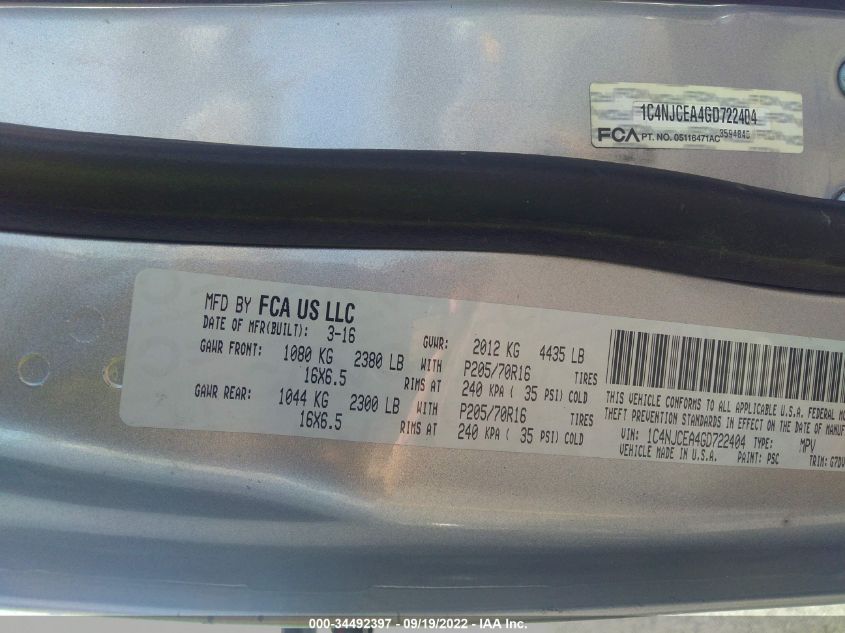 1C4NJCEA4GD722404
FCA PT. NO. 05116471AC 3594845
MFD BY FCA US LLC
DATE OF MFR(BUILT): 3-16
GAWR FRONT: 1080 KG 2380 LB WITH P205/70R16 TIRES
16X6.5 RIMS AT 240 KPA ( 35 PSI) COLD
GAWR REAR: 1044 KG 2300 LB WITH P205/70R16 TIRES
16X6.5 RIMS AT 240 KPA ( 35 PSI) COLD
GVWR: 2012 KG 4435 LB
THIS VEHICLE CONFORMS TO ALL APPLICABLE U.S.A. FEDERAL
THEFT PREVENTION STANDARDS IN EFFECT ON THE DATE OF
VIN: 1C4NJCEA4GD722404 TYPE: MPV
VEHICLE MADE IN U.S.A. PAINT: PSC TRIM:
000-34492397 - 09/19/2022 - IAA Inc.